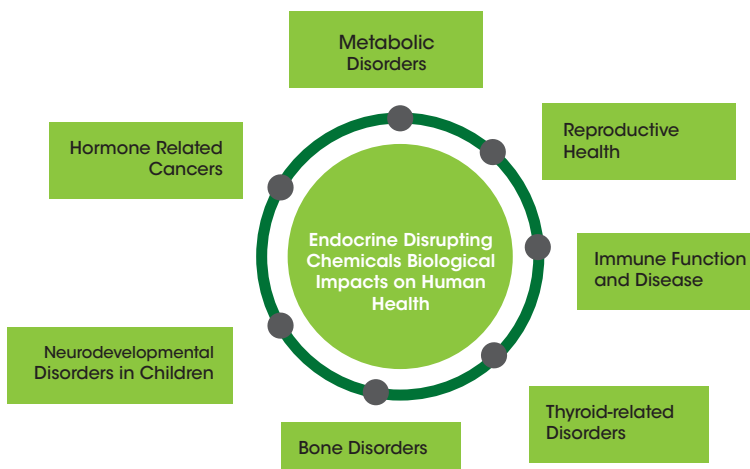 Metabolic
Disorders
Reproductive
Health
Hormone Related
Cancers
Endocrine Disrupting
Chemicals Biological
Impacts on Human
Health
Immune Function
and Disease
Neurodevelopmental
Disorders in Children
Thyroid-related
Disorders
Bone Disorders